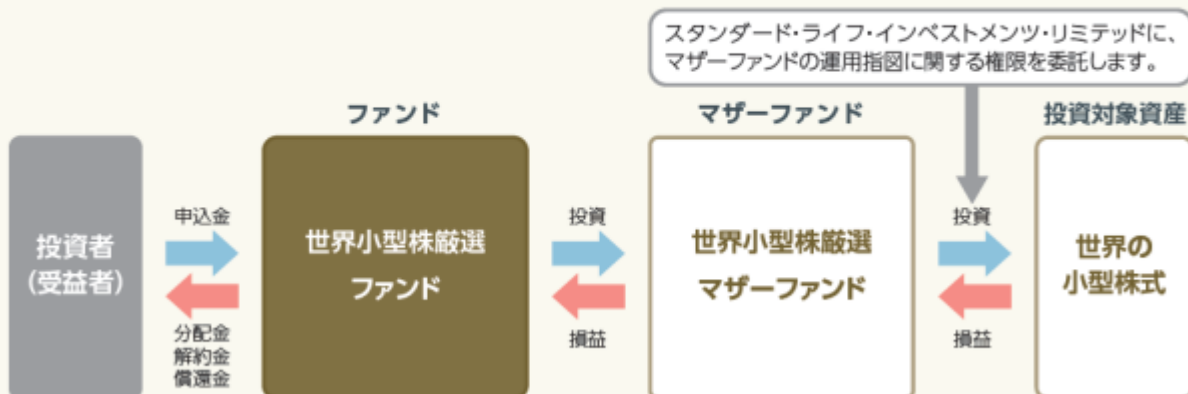 スタンダード・ライフ・インベストメンツ・リミテッドに、
マザーファンドの運用指図に関する権限を委託します。
ファンド
マザーファンド
投資対象資産
投資者
(受益者)
申込金
分配金
解約金
償還金
世界小型株厳選
ファンド
投資
損益
世界小型株厳選
マザーファンド
投資
損益
世界の
小型株式